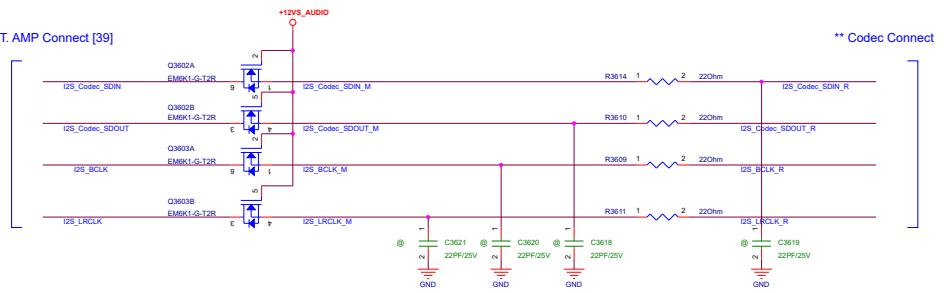 +12VS_AUDIO
T. AMP Connect [39]
** Codec Connect
Q3602A
EM6K1-G-T2R
2
6
1
I2S_Codec_SDIN
I2S_Codec_SDIN_M
R3614
1
2
22Ohm
I2S_Codec_SDIN_R
Q3602B
EM6K1-G-T2R
5
3
4
I2S_Codec_SDOUT
I2S_Codec_SDOUT_M
R3610
1
2
22Ohm
I2S_Codec_SDOUT_R
Q3603A
EM6K1-G-T2R
2
6
1
I2S_BCLK
I2S_BCLK_M
R3609
1
2
22Ohm
I2S_BCLK_R
Q3603B
EM6K1-G-T2R
5
3
4
I2S_LRCLK
I2S_LRCLK_M
R3611
1
2
22Ohm
I2S_LRCLK_R
@
1
2
C3621
22PF/25V
GND
@
1
2
C3620
22PF/25V
GND
@
1
2
C3618
22PF/25V
GND
@
1
2
C3619
22PF/25V
GND